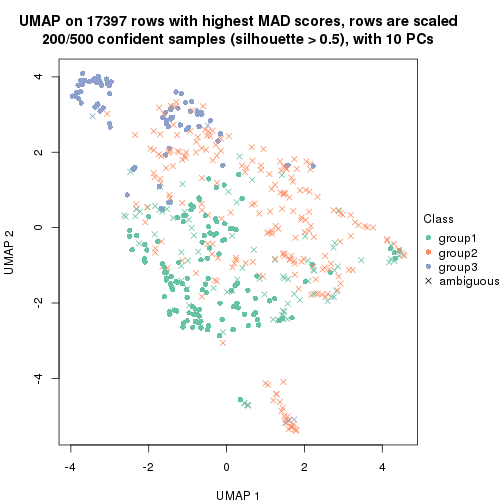 UMAP on 17397 rows with highest MAD scores, rows are scaled
200/500 confident samples (silhouette > 0.5), with 10 PCs
4
2
0
-2
-4
UMAP 2
-4
-2
0
2
4
UMAP 1
Class
group1
group2
group3
ambiguous